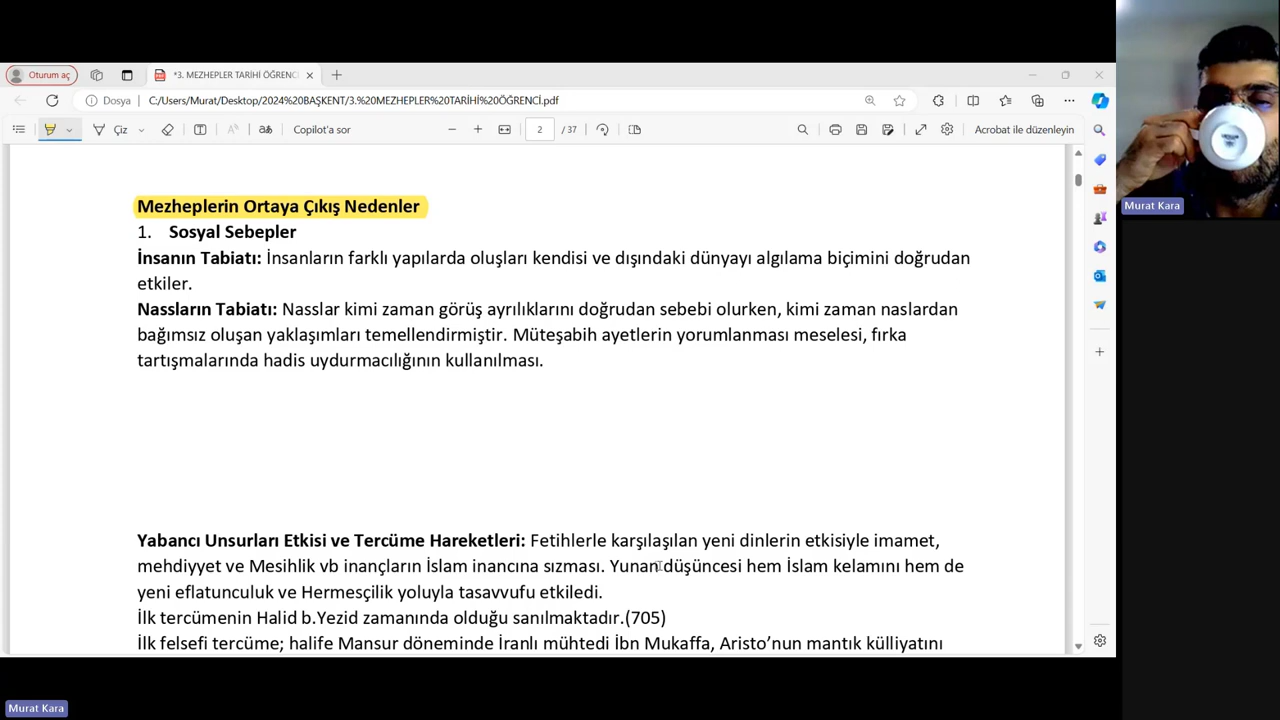 Oturum aç
*3. MEZHEPLER TARİHİ ÖĞRENCİ
Dosya
C:/Users/Murat/Desktop/2024%20BAŞKENT/3.%20MEZHEPLER%20TARİHİ%20ÖĞRENCİ.pdf
Çiz
Copilot'a sor
2 / 37
Acrobat ile düzenleyin
Mezheplerin Ortaya Çıkış Nedenler
1. Sosyal Sebepler
İnsanın Tabiatı: İnsanların farklı yapılarda oluşları kendisi ve dışındaki dünyayı algılama biçimini doğrudan
etkiler.
Nassların Tabiatı: Nasslar kimi zaman görüş ayrılıklarını doğrudan sebebi olurken, kimi zaman naslardan
bağımsız oluşan yaklaşımları temellendirmiştir. Müteşabih ayetlerin yorumlanması meselesi, fırka
tartışmalarında hadis uydurmacılığının kullanılması.
Yabancı Unsurları Etkisi ve Tercüme Hareketleri: Fetihlerle karşılaşılan yeni dinlerin etkisiyle imamet,
mehdiyyet ve Mesihlik vb inançların İslam inancına sızması. Yunan düşüncesi hem İslam kelamını hem de
yeni eflatunculuk ve Hermesçilik yoluyla tasavvufu etkiledi.
İlk tercümenin Halid b.Yezid zamanında olduğu sanılmaktadır.(705)
İlk felsefi tercüme; halife Mansur döneminde İranlı mühtedi İbn Mukaffa, Aristo’nun mantık külliyatını
Murat Kara
Murat Kara